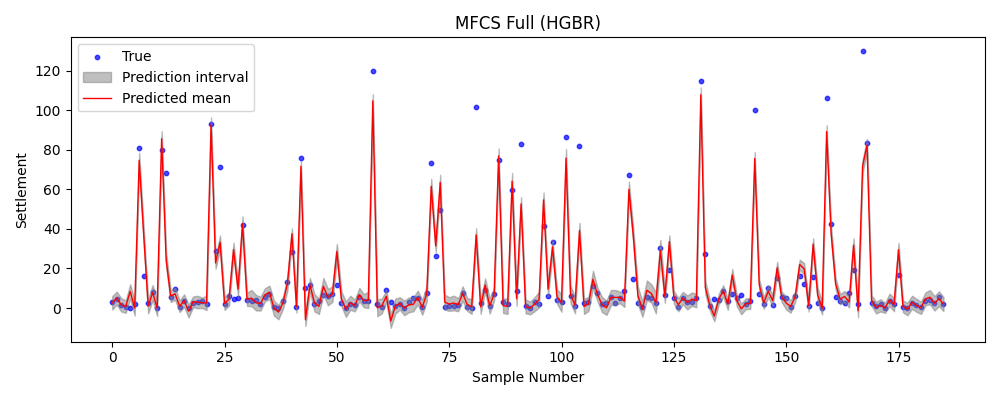 MFCS Full (HGBR)
True
Prediction interval
Predicted mean
Settlement
120
100
80
60
40
20
0
0 25 50 75 100 125 150 175
Sample Number